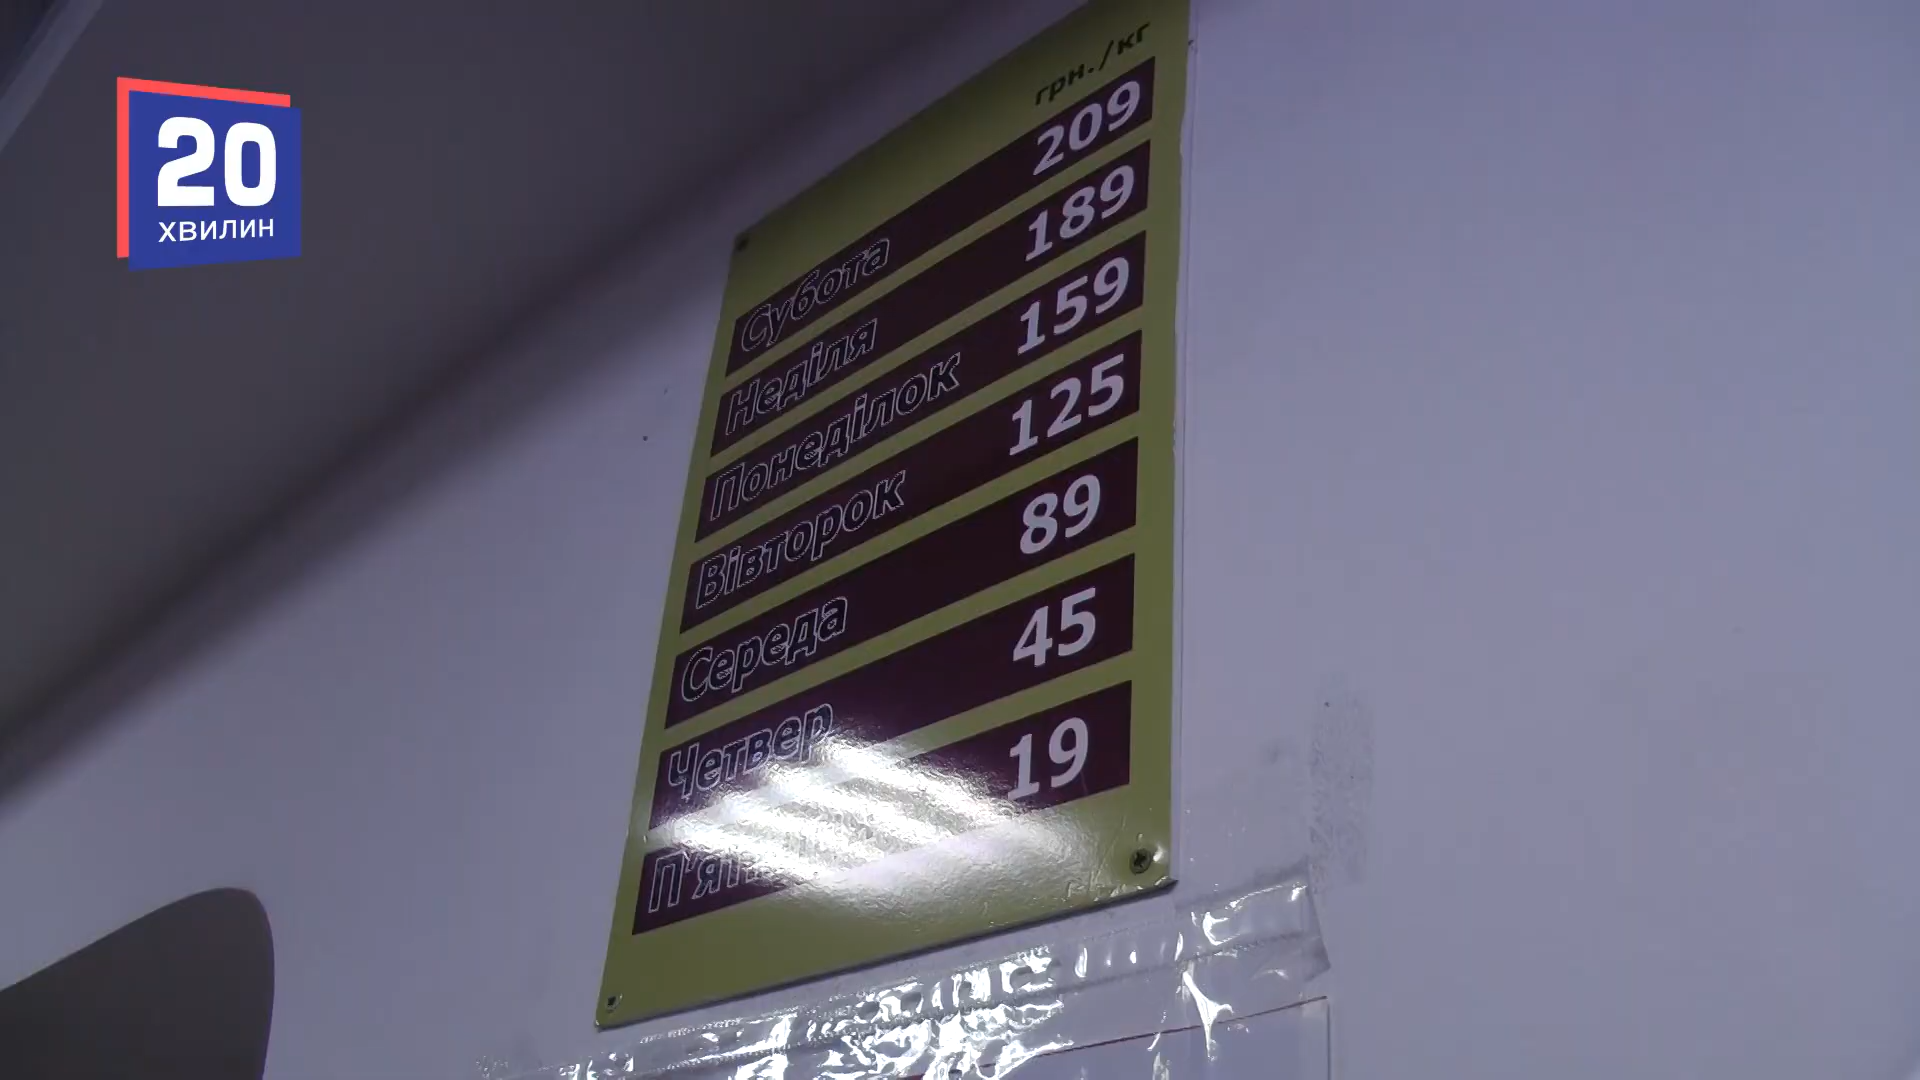 20
ХВИЛИН
грн./кг
Субота 209
Неділя 189
Понеділок 159
Вівторок 125
Середа 89
Четвер 45
19